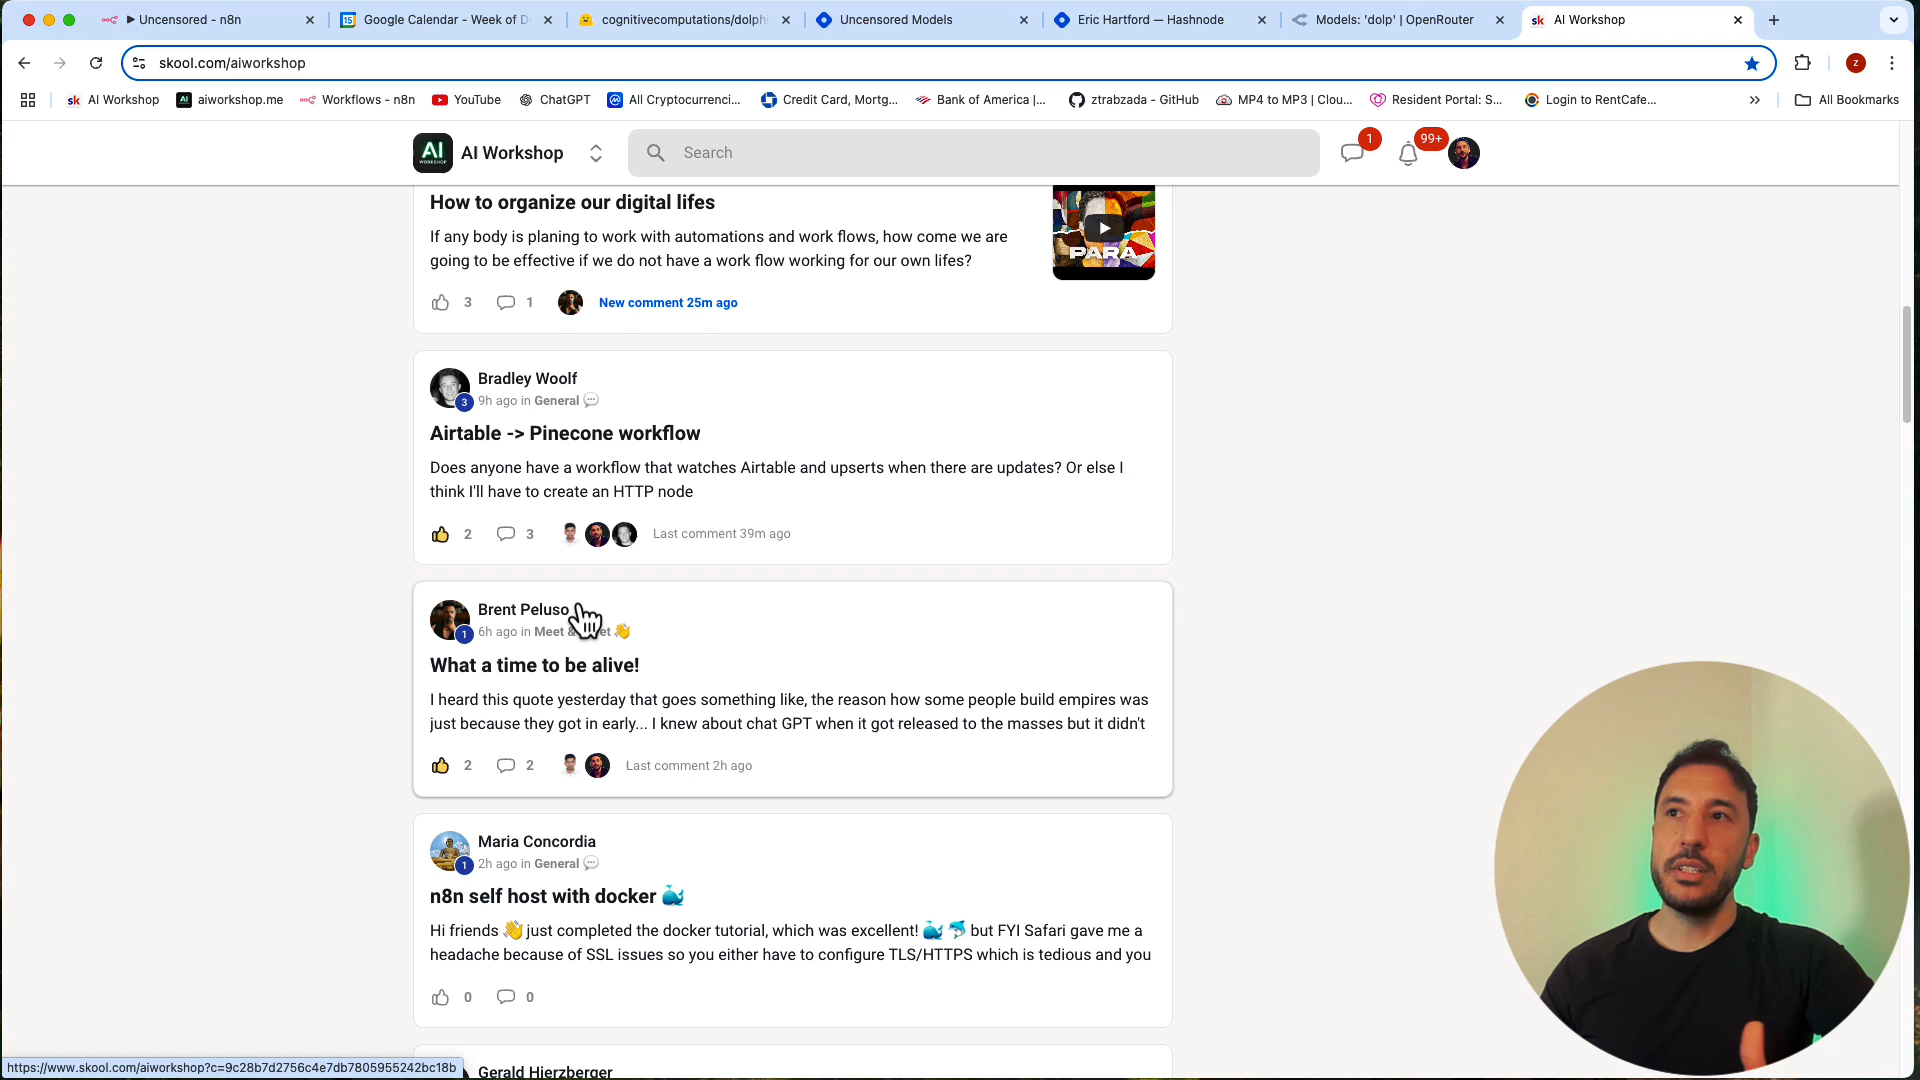 Uncensored - n8n
Google Calendar - Week of D
cognitivecomputations/dolphi
Uncensored Models
Eric Hartford — Hashnode
Models: 'dolp' | OpenRouter
sk AI Workshop
skool.com/aiworkshop
z
sk AI Workshop
aiworkshop.me
Workflows - n8n
YouTube
ChatGPT
All Cryptocurrenci...
Credit Card, Mortg...
Bank of America |...
ztrabzada - GitHub
MP4 to MP3 | Clou...
Resident Portal: S...
Login to RentCafe...
All Bookmarks
AI WORKSHOP
AI Workshop
Search
1
99+
How to organize our digital lifes
If any body is planing to work with automations and work flows, how come we are
going to be effective if we do not have a work flow working for our own lifes?
PARA
3 1 New comment 25m ago
Bradley Woolf
3 9h ago in General
Airtable -> Pinecone workflow
Does anyone have a workflow that watches Airtable and upserts when there are updates? Or else I
think I'll have to create an HTTP node
2 3 Last comment 39m ago
Brent Peluso
1 6h ago in Meet & et
What a time to be alive!
I heard this quote yesterday that goes something like, the reason how some people build empires was
just because they got in early... I knew about chat GPT when it got released to the masses but it didn't
2 2 Last comment 2h ago
Maria Concordia
1 2h ago in General
n8n self host with docker
Hi friends 👋 just completed the docker tutorial, which was excellent! 🐳 🐬 but FYI Safari gave me a
headache because of SSL issues so you either have to configure TLS/HTTPS which is tedious and you
0 0
Gerald Hierzberger
https://www.skool.com/aiworkshop?c=9c28b7d2756c4e7db7805955242bc18b